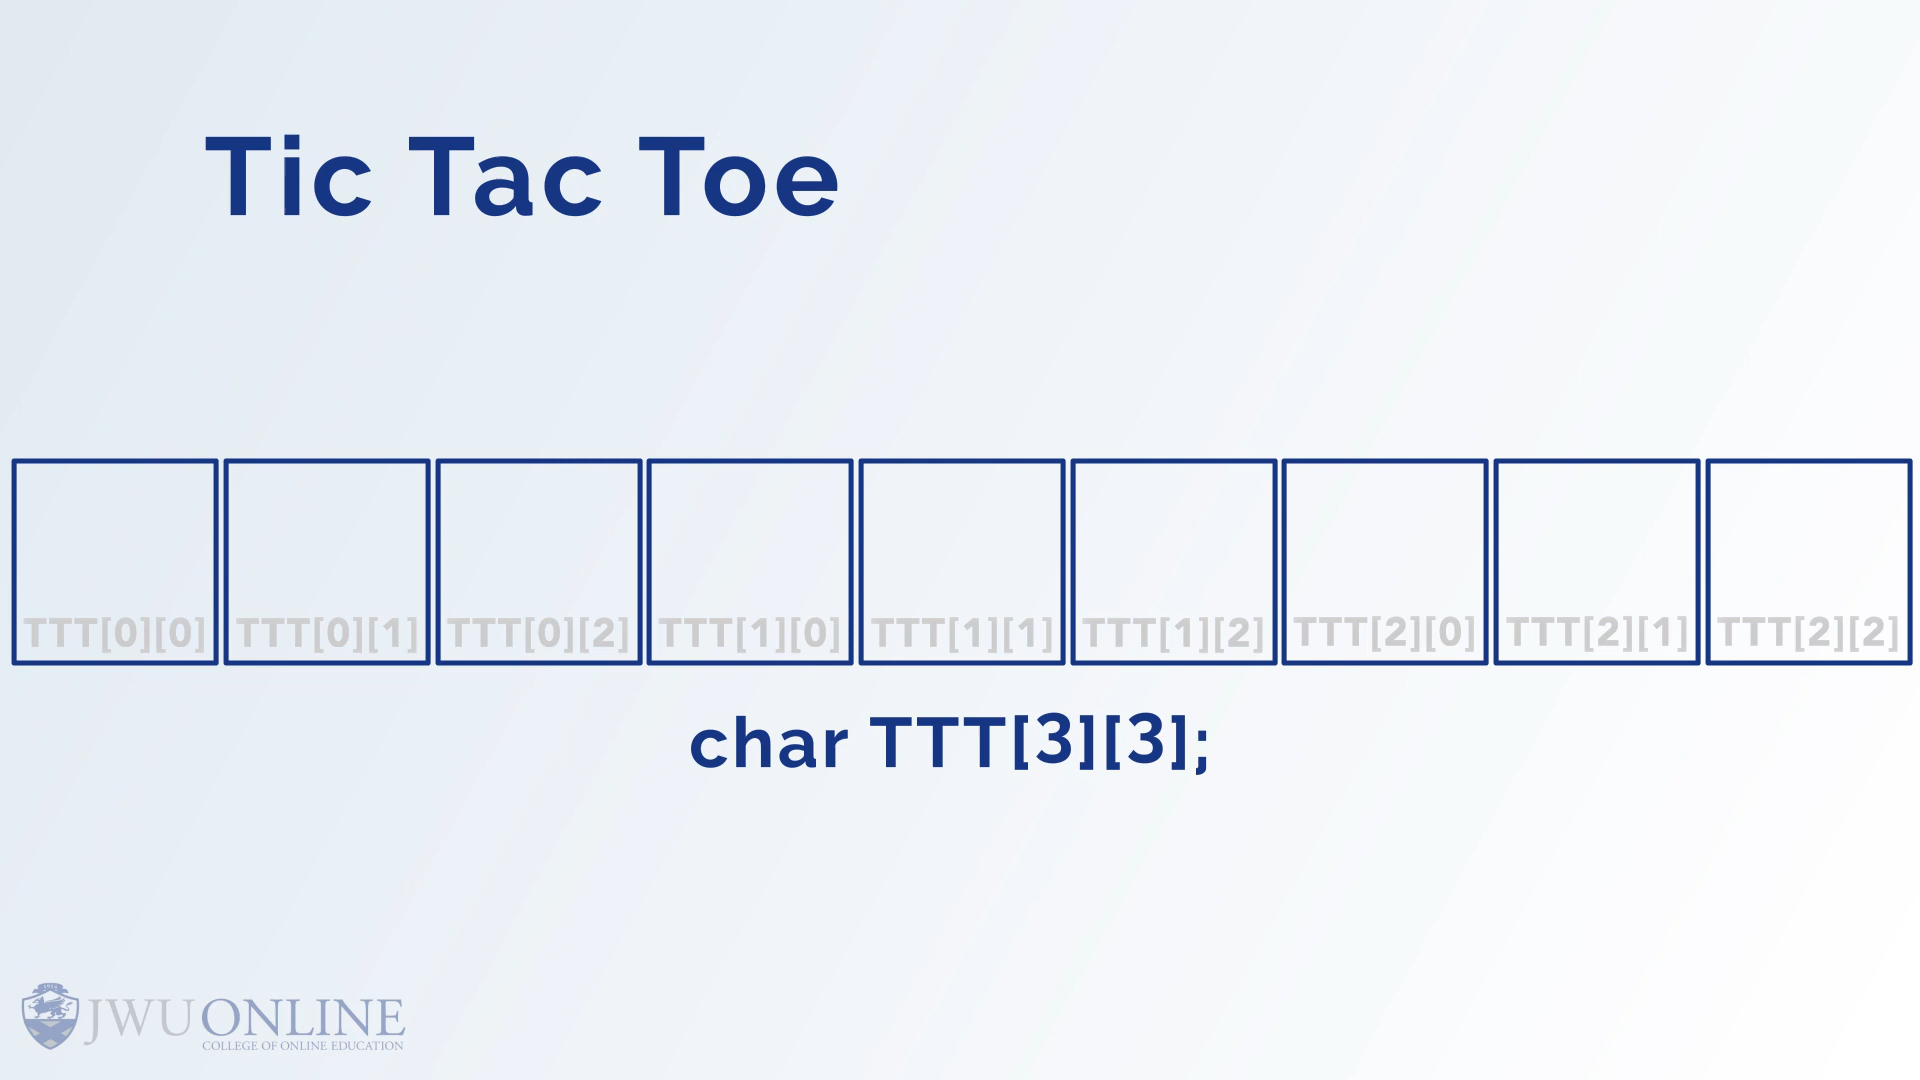 Tic Tac Toe
TTT[0][0] TTT[0][1] TTT[0][2] TTT[1][0] TTT[1][1] TTT[1][2] TTT[2][0] TTT[2][1] TTT[2][2]
char TTT[3][3];
1914
JWU ONLINE
COLLEGE OF ONLINE EDUCATION